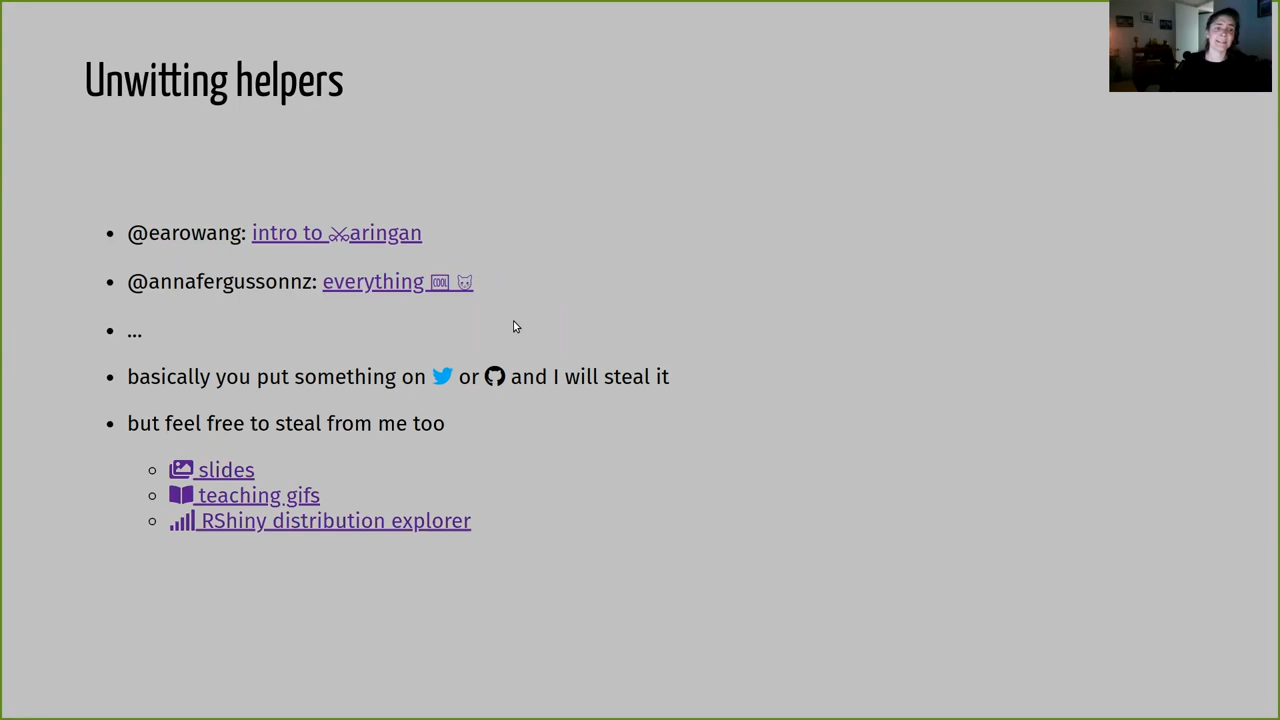 Unwitting helpers
@earowang: intro to ⚔aringan
@annafergussonnz: everything 🆒 🐱
...
basically you put something on or and I will steal it
but feel free to steal from me too
slides
teaching gifs
RShiny distribution explorer